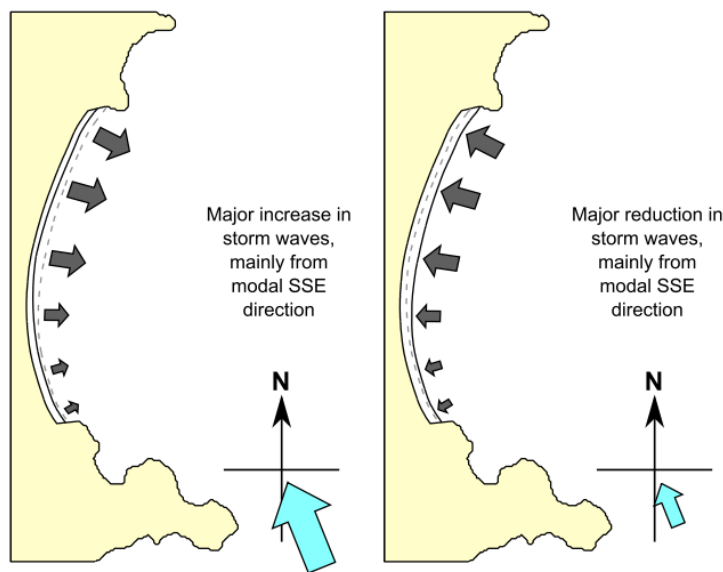 Major increase in
storm waves,
mainly from
modal SSE
direction
N
Major reduction in
storm waves,
mainly from
modal SSE
direction
N